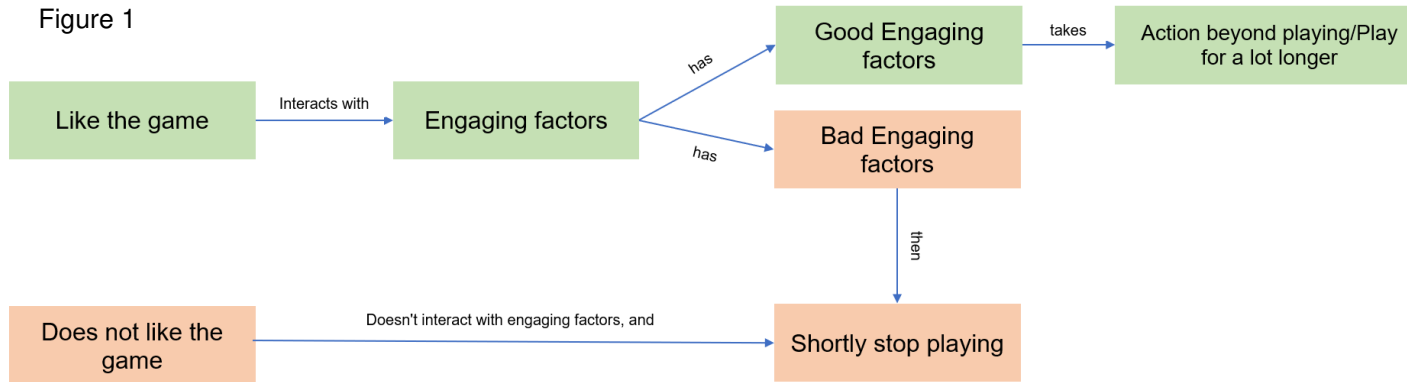 Figure 1
Good Engaging
factors
takes
Action beyond playing/Play
for a lot longer
has
Like the game
Interacts with
Engaging factors
has
Bad Engaging
factors
then
Does not like the
game
Doesn't interact with engaging factors, and
Shortly stop playing